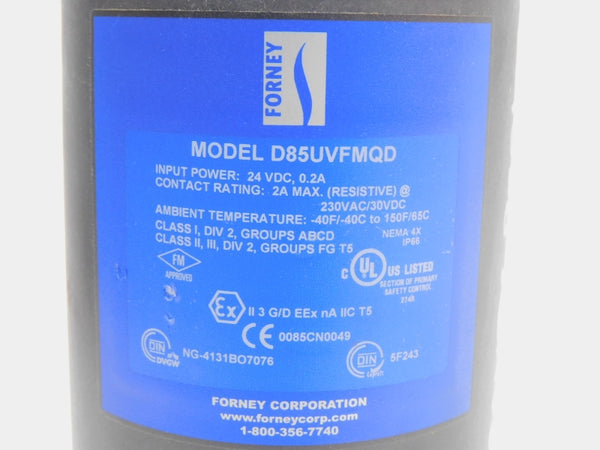 FORNEY
MODEL D85UVFMQD
INPUT POWER: 24 VDC, 0.2A
CONTACT RATING: 2A MAX. (RESISTIVE) @
230VAC/30VDC
AMBIENT TEMPERATURE: -40F/-40C to 150F/65C
CLASS I, DIV 2, GROUPS ABCD
NEMA 4X
CLASS II, III, DIV 2, GROUPS FG T5
IP66
FM
APPROVED
C UL US LISTED
SECTION OF PRIMARY
SAFETY CONTROL
Ex II 3 G/D EEx nA IIC T5
CE 0085CN0049
DIN
DVGW
NG-4131BO7076
DIN
5F243
FORNEY CORPORATION
www.forneycorp.com
1-800-356-7740